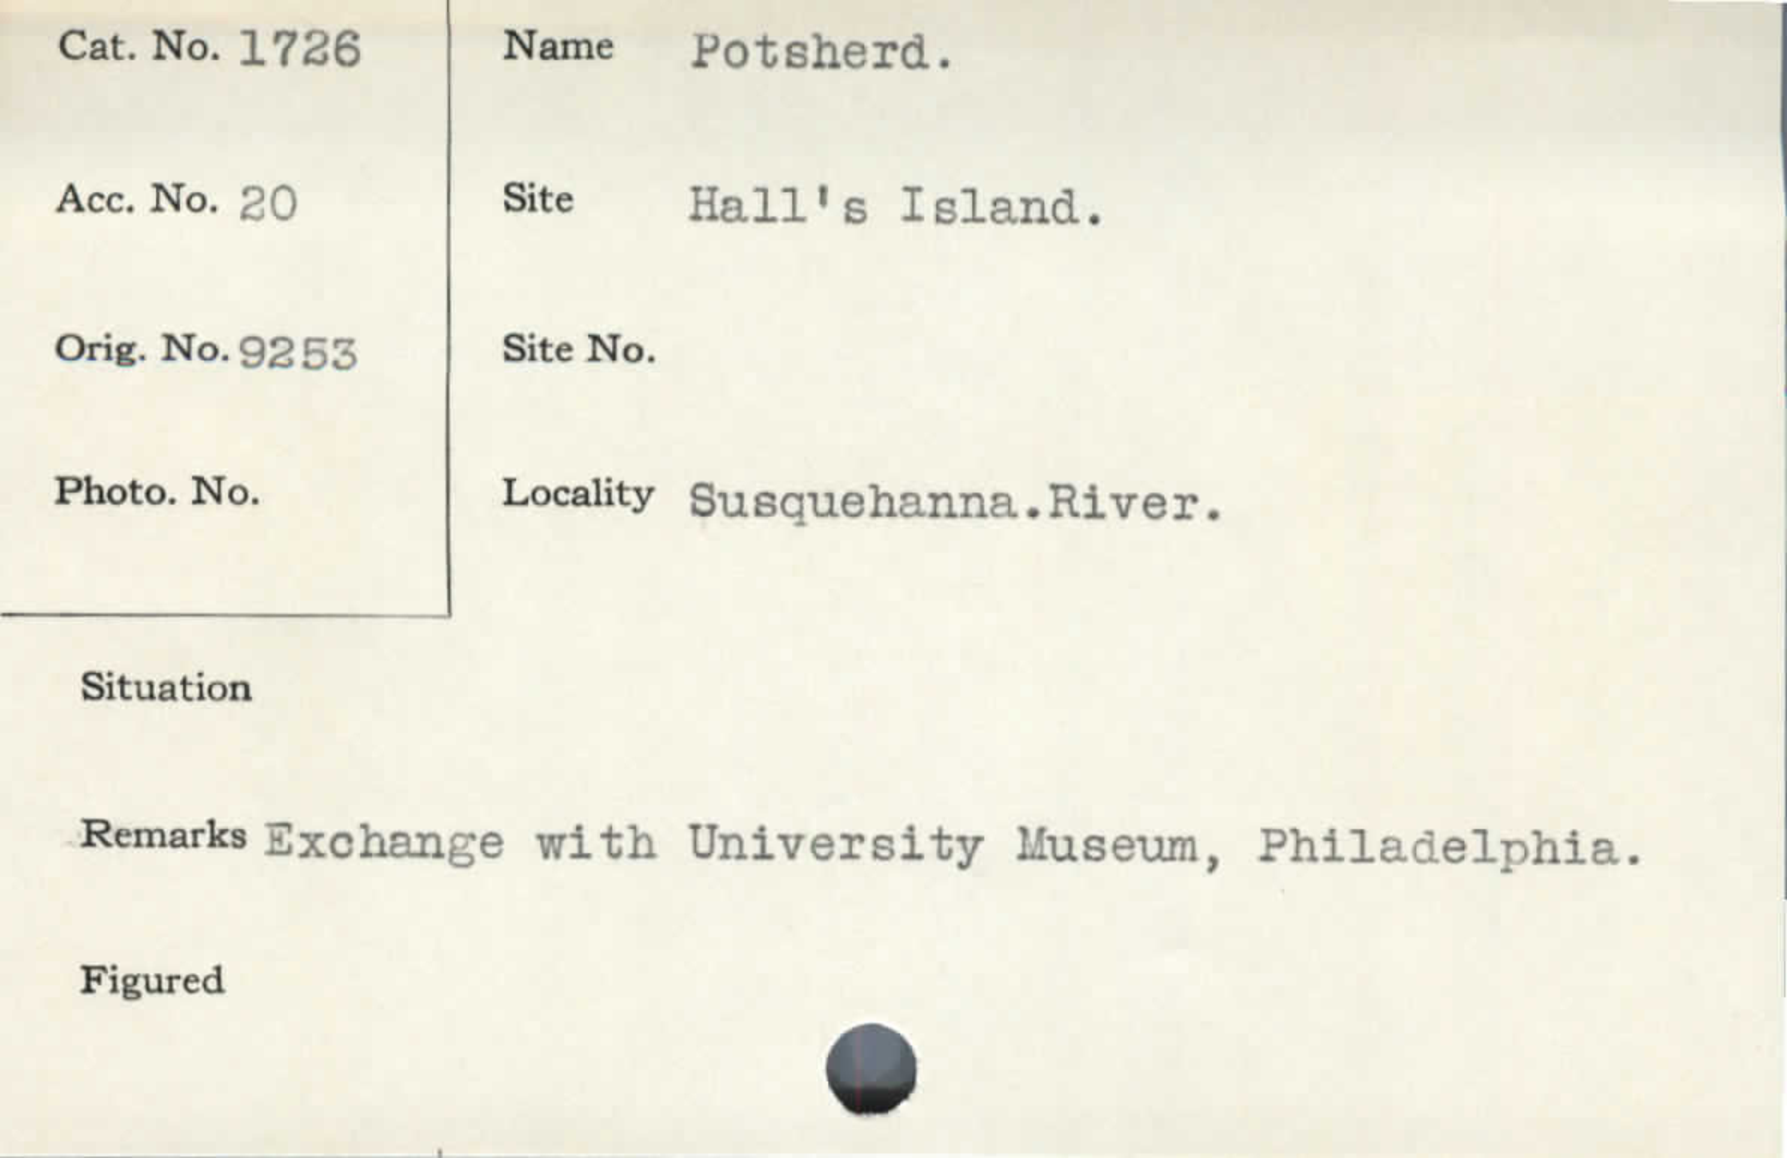 Cat. No. 1726
Name Potsherd.
Acc. No. 20
Site Hall's Island.
Orig. No. 9253
Site No.
Photo. No.
Locality Susquehanna.River.
Situation
Remarks Exchange with University Museum, Philadelphia.
Figured